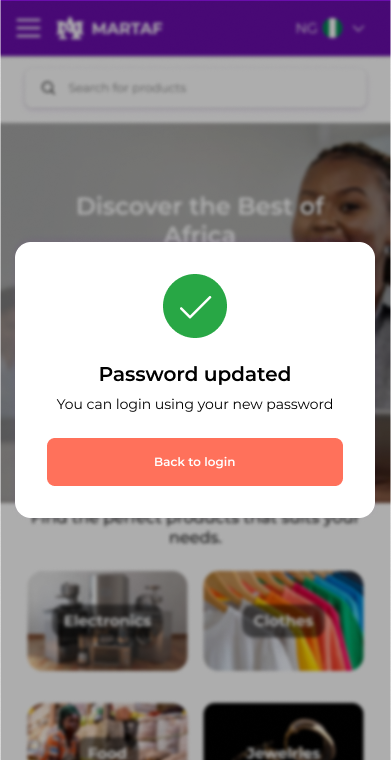 MARTAF
NG
Search for products
Discover the Best of
Africa
Password updated
You can login using your new password
Back to login
Find the perfect products that suits your
needs.
Electronics
Clothes
Food
Jewelries